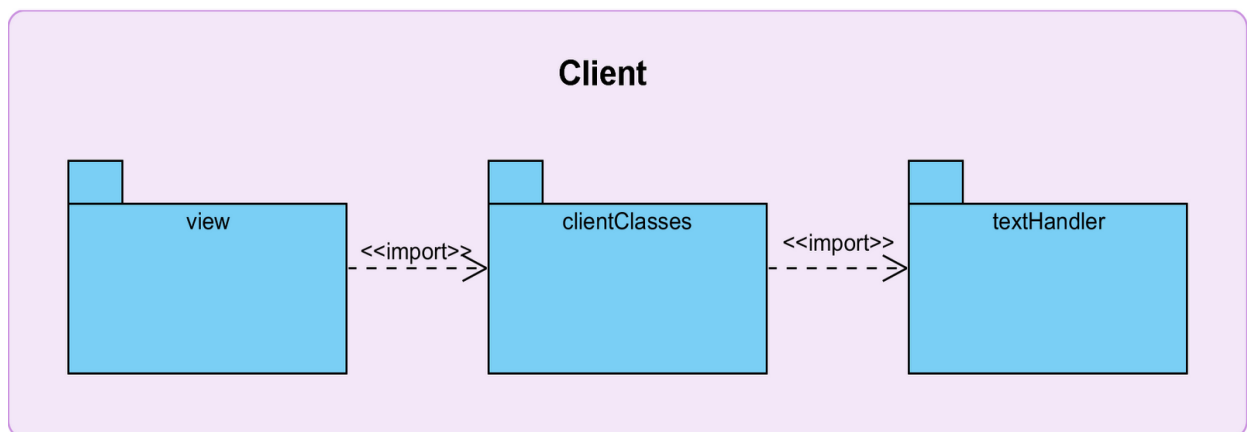 Client
view
<<import>>
clientClasses
<<import>>
textHandler